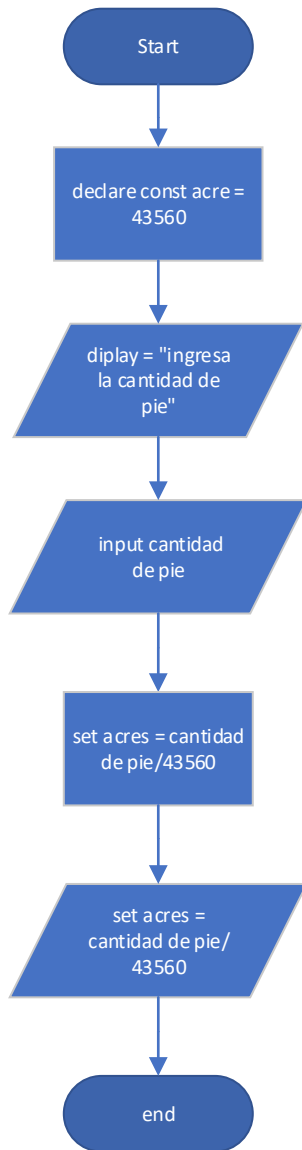 Start
declare const acre =
43560
diplay = "ingresa
la cantidad de
pie"
input cantidad
de pie
set acres = cantidad
de pie/43560
set acres =
cantidad de pie/
43560
end